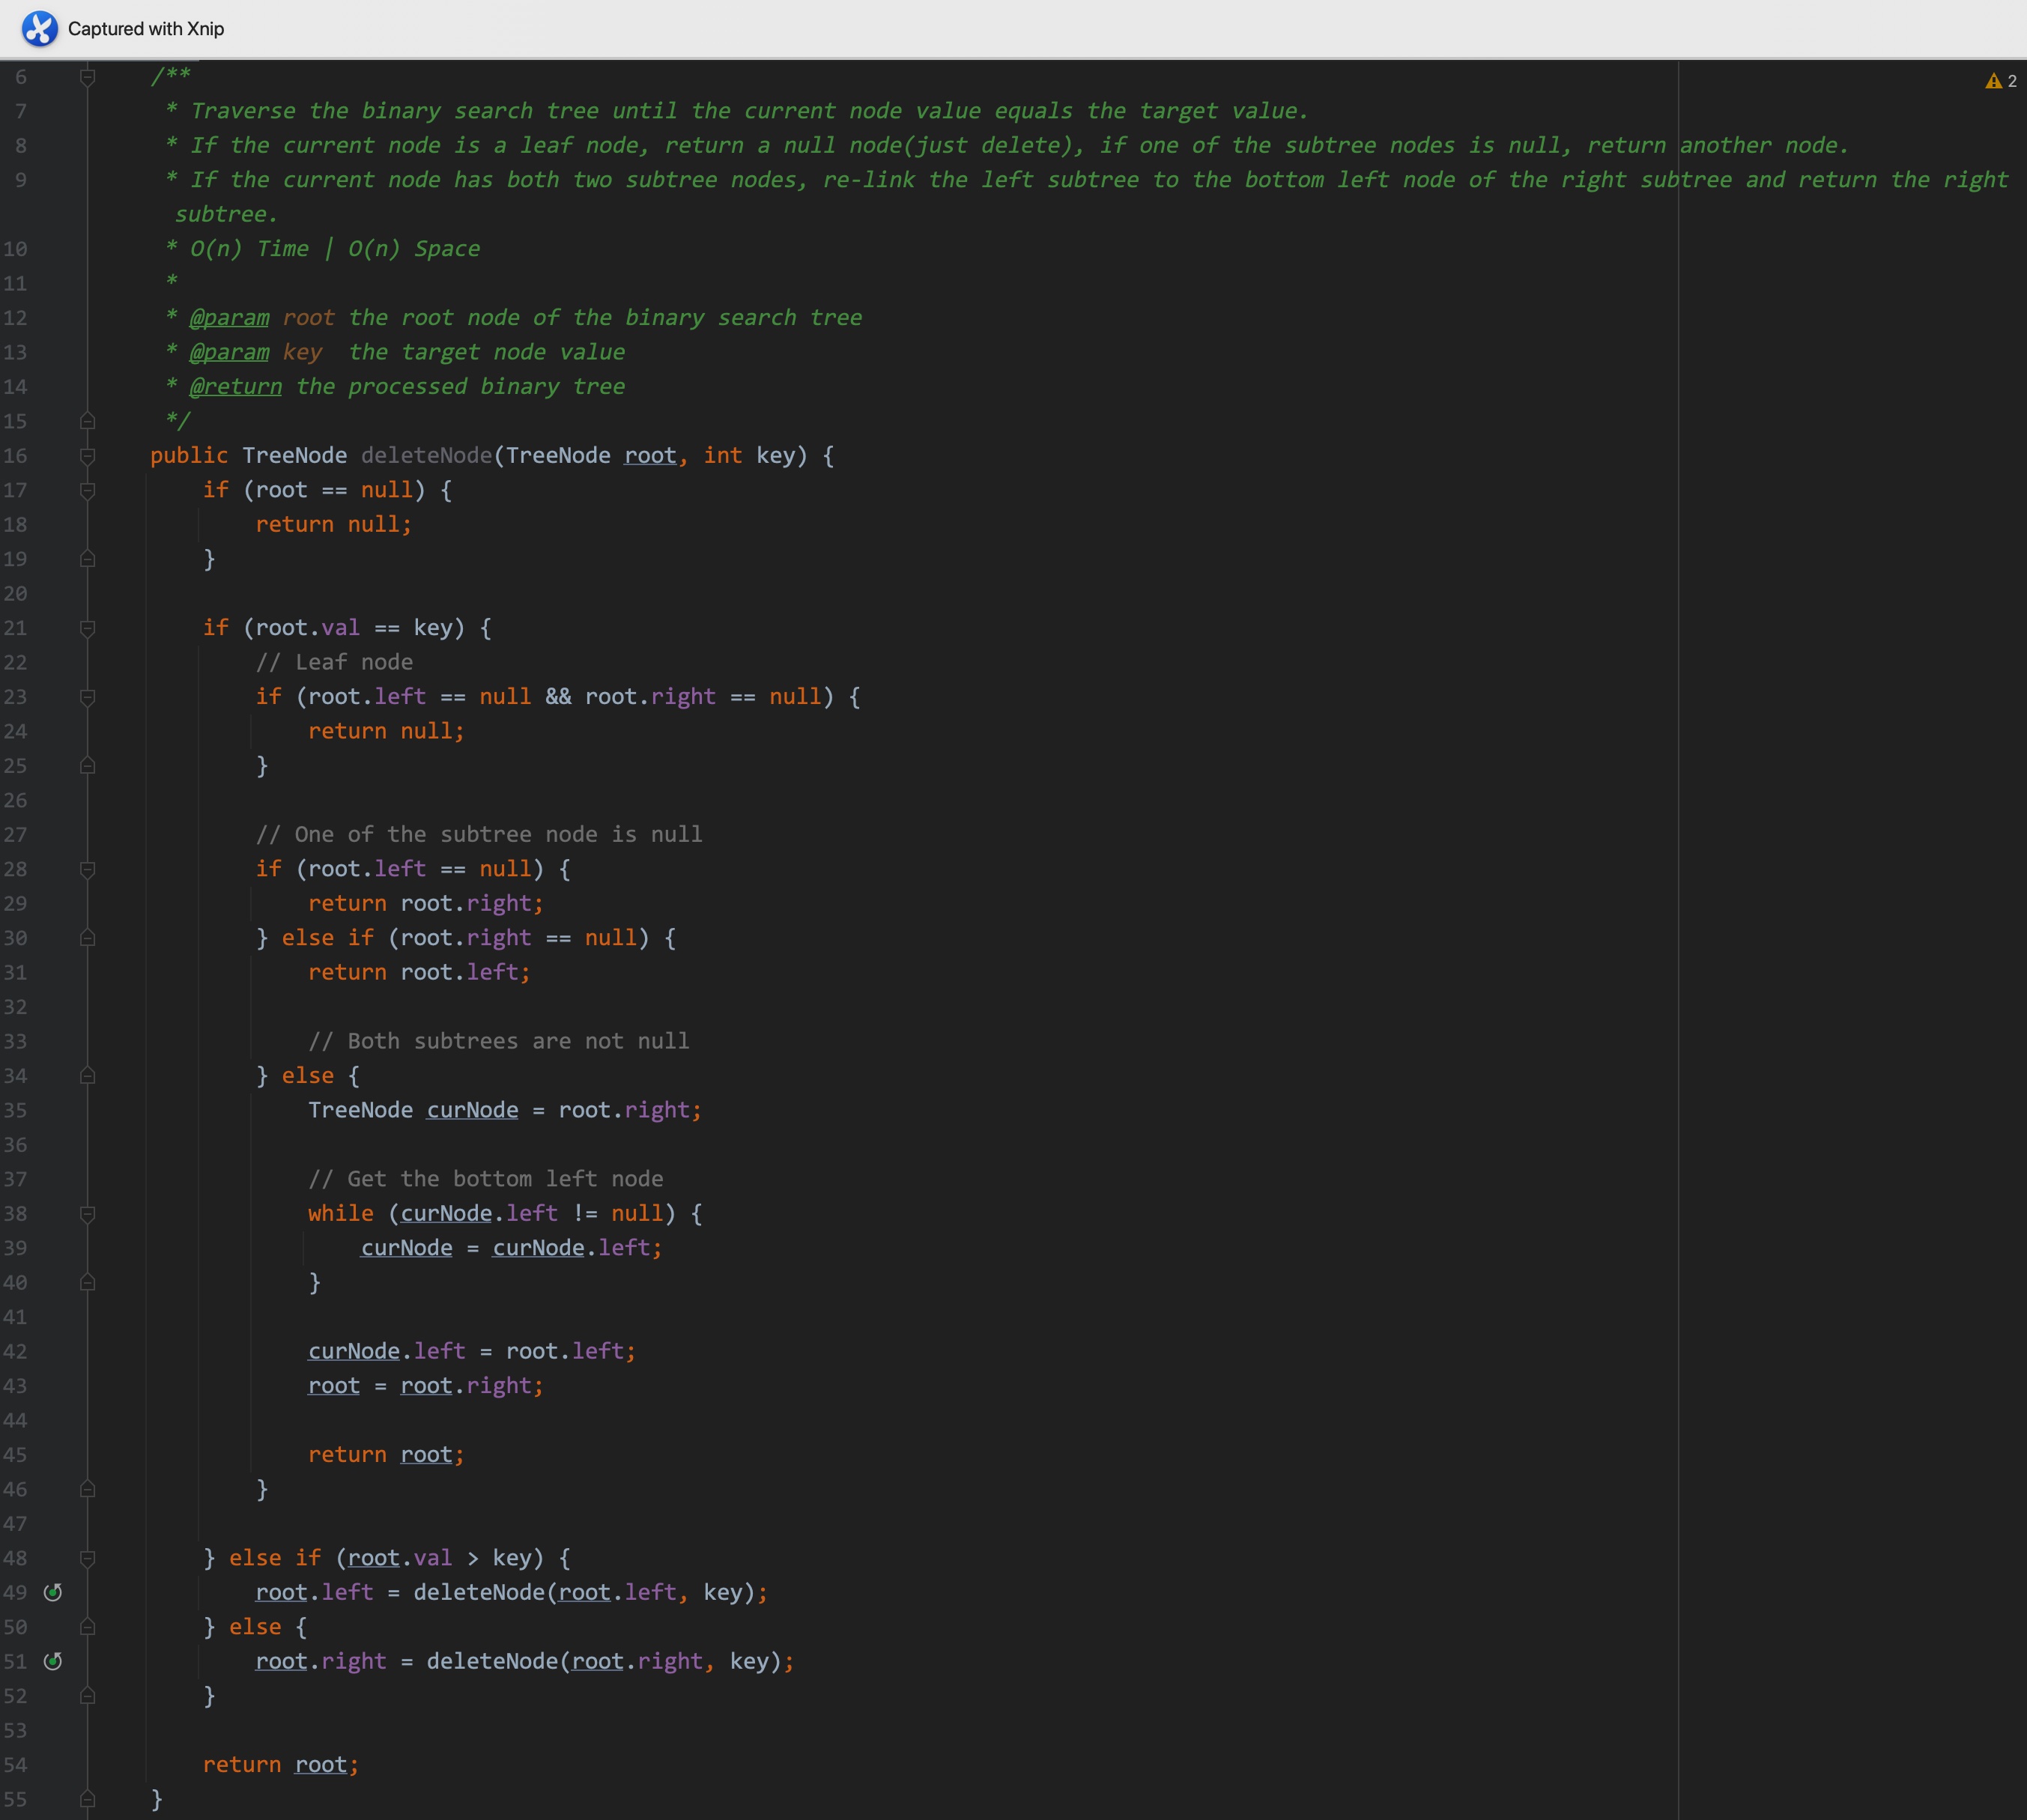 Captured with Xnip
2
6 /**
7 * Traverse the binary search tree until the current node value equals the target value.
8 * If the current node is a leaf node, return a null node(just delete), if one of the subtree nodes is null, return another node.
9 * If the current node has both two subtree nodes, re-link the left subtree to the bottom left node of the right subtree and return the right
subtree.
10 * O(n) Time | O(n) Space
11 *
12 * @param root the root node of the binary search tree
13 * @param key  the target node value
14 * @return the processed binary tree
15 */
16 public TreeNode deleteNode(TreeNode root, int key) {
17     if (root == null) {
18         return null;
19     }
20
21     if (root.val == key) {
22         // Leaf node
23         if (root.left == null && root.right == null) {
24             return null;
25         }
26
27         // One of the subtree node is null
28         if (root.left == null) {
29             return root.right;
30         } else if (root.right == null) {
31             return root.left;
32
33             // Both subtrees are not null
34         } else {
35             TreeNode curNode = root.right;
36
37             // Get the bottom left node
38             while (curNode.left != null) {
39                 curNode = curNode.left;
40             }
41
42             curNode.left = root.left;
43             root = root.right;
44
45             return root;
46         }
47
48     } else if (root.val > key) {
49         root.left = deleteNode(root.left, key);
50     } else {
51         root.right = deleteNode(root.right, key);
52     }
53
54     return root;
55 }